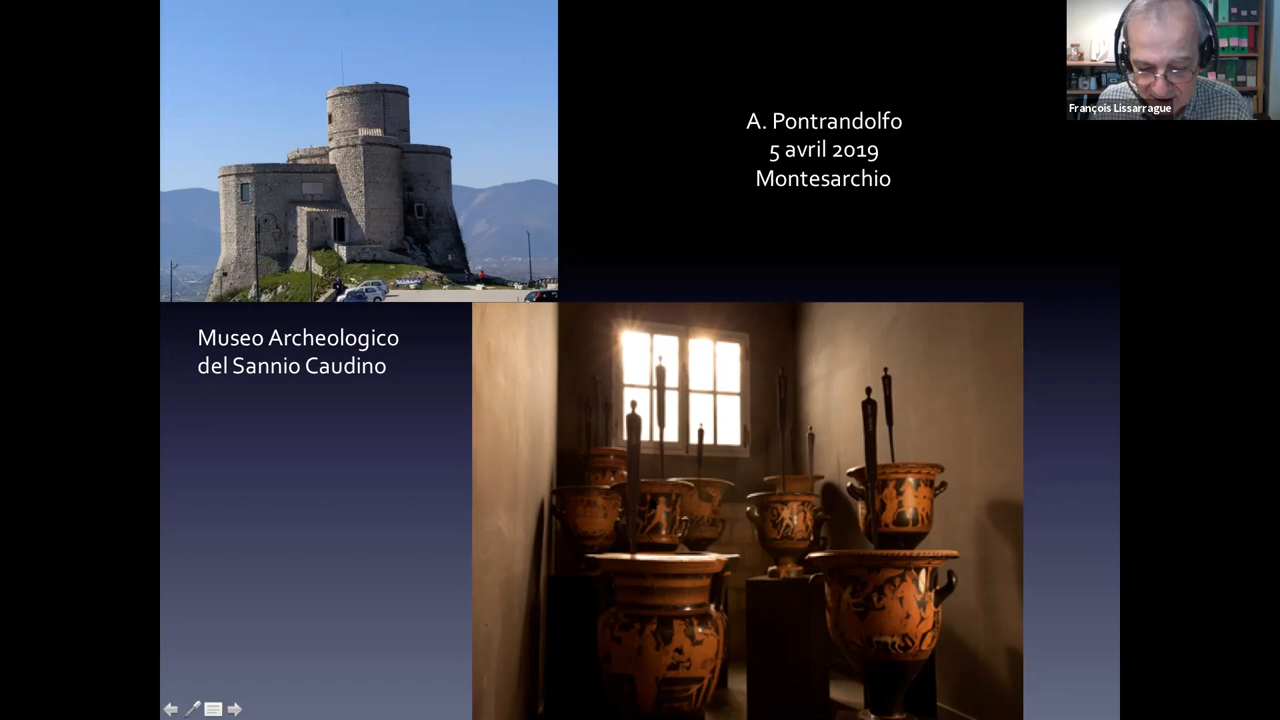 A. Pontrandolfo
5 avril 2019
Montesarchio
François Lissarrague
Museo Archeologico
del Sannio Caudino